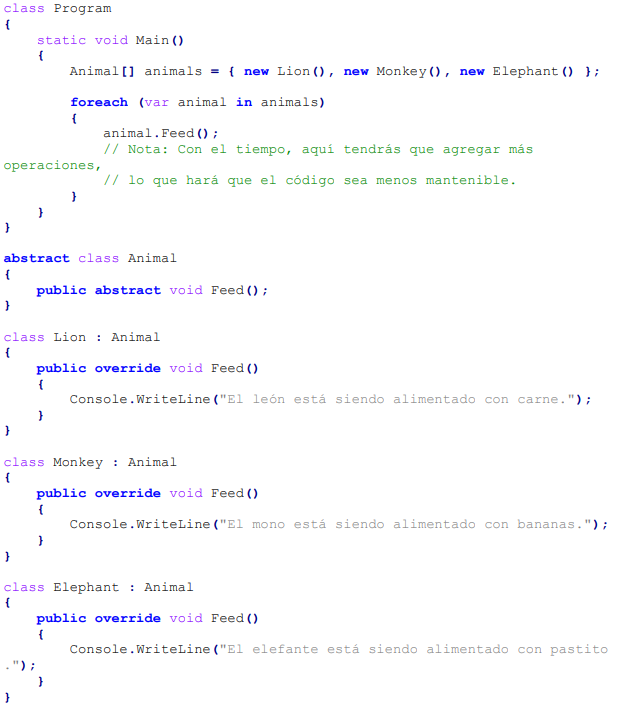 class Program
{
    static void Main()
    {
        Animal[] animals = { new Lion(), new Monkey(), new Elephant() };

        foreach (var animal in animals)
        {
            animal.Feed();
            // Nota: Con el tiempo, aquí tendrás que agregar más
operaciones,
            // lo que hará que el código sea menos mantenible.
        }
    }
}

abstract class Animal
{
    public abstract void Feed();
}

class Lion : Animal
{
    public override void Feed()
    {
        Console.WriteLine("El león está siendo alimentado con carne.");
    }
}

class Monkey : Animal
{
    public override void Feed()
    {
        Console.WriteLine("El mono está siendo alimentado con bananas.");
    }
}

class Elephant : Animal
{
    public override void Feed()
    {
        Console.WriteLine("El elefante está siendo alimentado con pastito
.");
    }
}